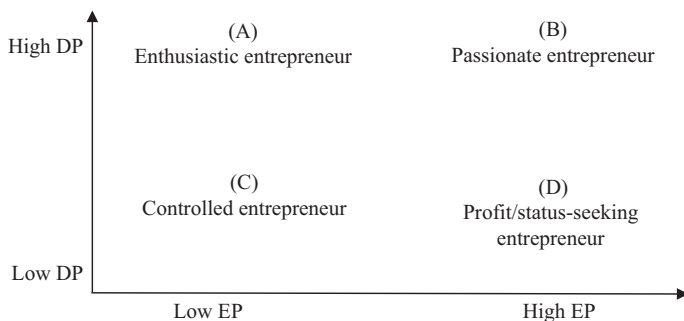 High DP
(A)
Enthusiastic entrepreneur
(B)
Passionate entrepreneur
(C)
Controlled entrepreneur
(D)
Profit/status-seeking
entrepreneur
Low DP
Low EP
High EP